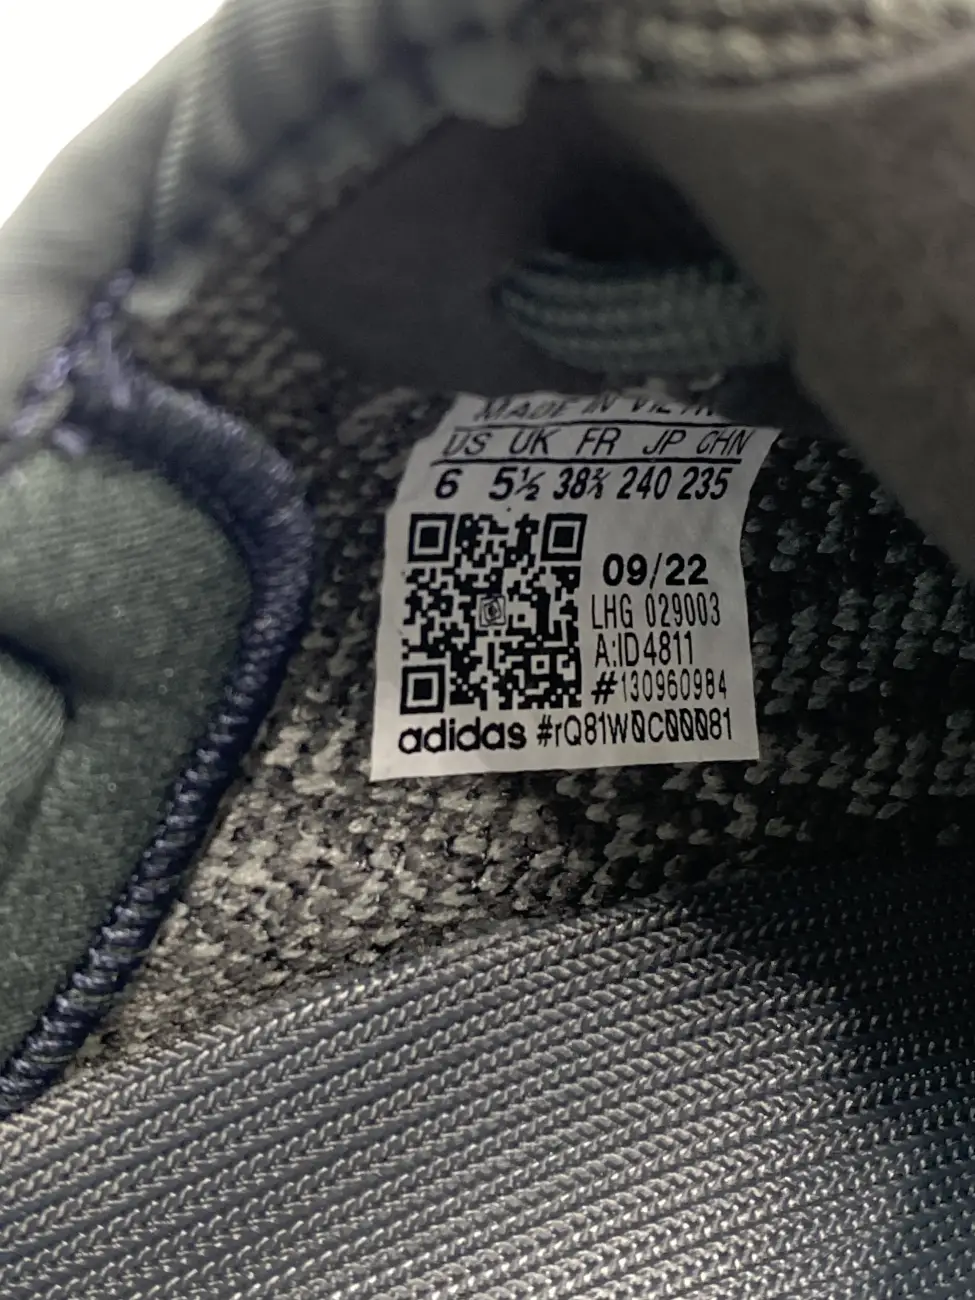 MADE IN VIETNAM
US UK FR JP CHN
6 5½ 38⅔ 240 235
09/22
LHG 029003
A:ID4811
#130960984
adidas #rQ81W0C00081